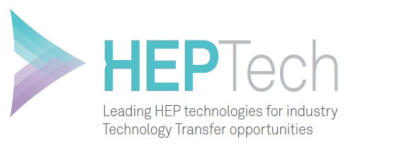 HEPTech
Leading HEP technologies for industry
Technology Transfer opportunities